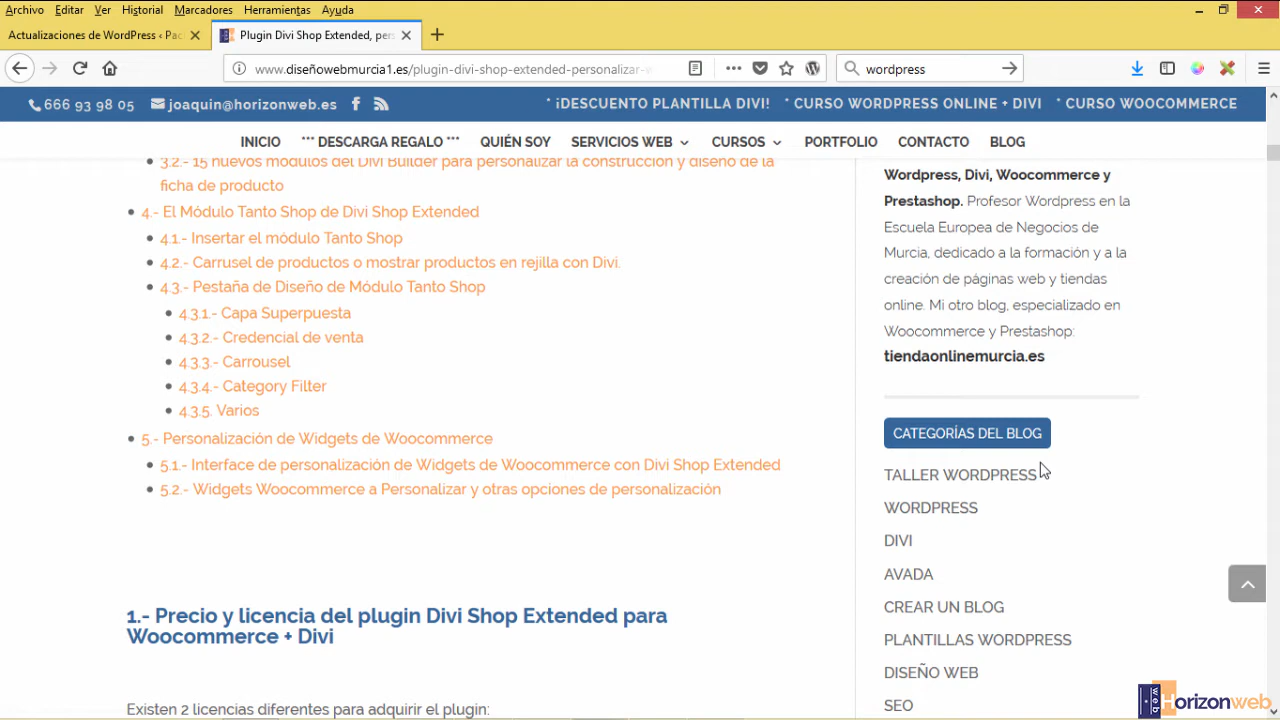 Archivo Editar Ver Historial Marcadores Herramientas Ayuda
Actualizaciones de WordPress ‹ Pac
Plugin Divi Shop Extended, per
www.diseñowebmurcia1.es/plugin-divi-shop-extended-personalizar-
wordpress
666 93 98 05 joaquin@horizonweb.es * ¡DESCUENTO PLANTILLA DIVI! * CURSO WORDPRESS ONLINE + DIVI * CURSO WOOCOMMERCE
INICIO *** DESCARGA REGALO *** QUIÉN SOY SERVICIOS WEB CURSOS PORTFOLIO CONTACTO BLOG
3.2.- 15 nuevos módulos del Divi Builder para personalizar la construcción y diseño de la
ficha de producto
4.- El Módulo Tanto Shop de Divi Shop Extended
4.1.- Insertar el módulo Tanto Shop
4.2.- Carrusel de productos o mostrar productos en rejilla con Divi.
4.3.- Pestaña de Diseño de Módulo Tanto Shop
4.3.1.- Capa Superpuesta
4.3.2.- Credencial de venta
4.3.3.- Carrousel
4.3.4.- Category Filter
4.3.5. Varios
5.- Personalización de Widgets de Woocommerce
5.1.- Interface de personalización de Widgets de Woocommerce con Divi Shop Extended
5.2.- Widgets Woocommerce a Personalizar y otras opciones de personalización
1.- Precio y licencia del plugin Divi Shop Extended para
Woocommerce + Divi
Existen 2 licencias diferentes para adquirir el plugin:
Wordpress, Divi, Woocommerce y
Prestashop. Profesor Wordpress en la
Escuela Europea de Negocios de
Murcia, dedicado a la formación y a la
creación de páginas web y tiendas
online. Mi otro blog, especializado en
Woocommerce y Prestashop:
tiendaonlinemurcia.es
CATEGORÍAS DEL BLOG
TALLER WORDPRESS
WORDPRESS
DIVI
AVADA
CREAR UN BLOG
PLANTILLAS WORDPRESS
DISEÑO WEB
SEO
web Horizonweb